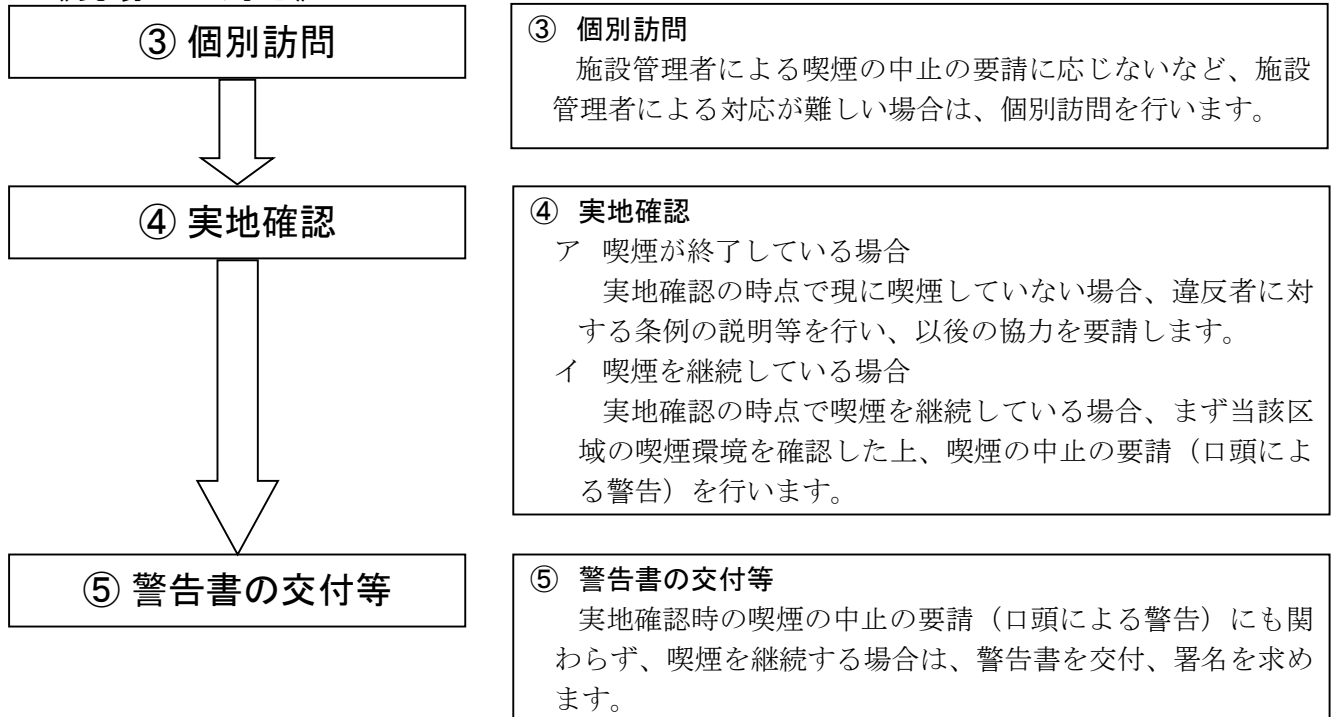 ③ 個別訪問
③ 個別訪問
施設管理者による喫煙の中止の要請に応じないなど、施設
管理者による対応が難しい場合は、個別訪問を行います。
④ 実地確認
④ 実地確認
ア 喫煙が終了している場合
実地確認の時点で現に喫煙していない場合、違反者に対
する条例の説明等を行い、以後の協力を要請します。
イ 喫煙を継続している場合
実地確認の時点で喫煙を継続している場合、まず当該区
域の喫煙環境を確認した上、喫煙の中止の要請（口頭によ
る警告）を行います。
⑤ 警告書の交付等
⑤ 警告書の交付等
実地確認時の喫煙の中止の要請（口頭による警告）にも関
わらず、喫煙を継続する場合は、警告書を交付、署名を求め
ます。